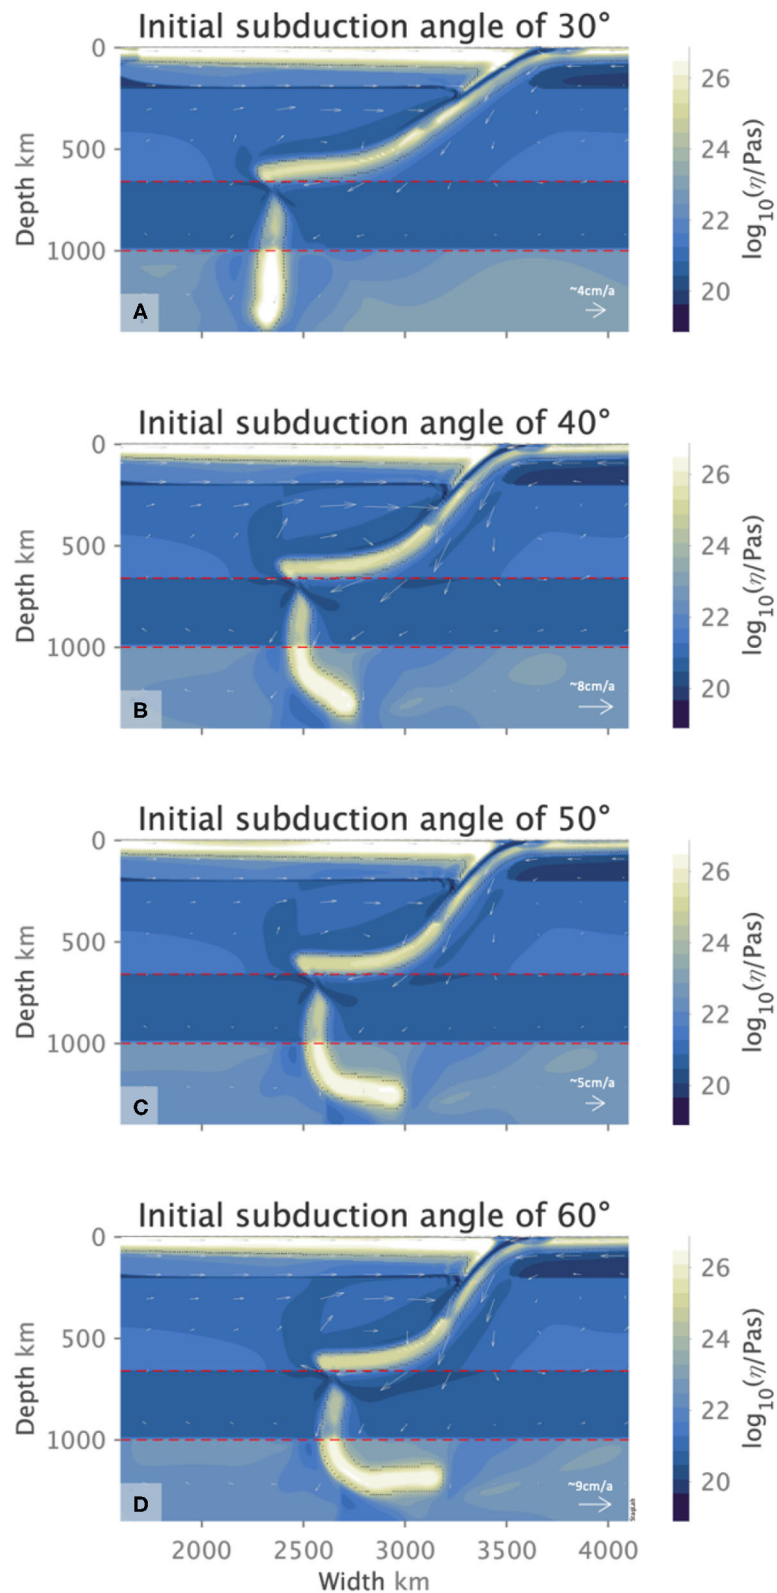 Initial subduction angle of 30°
0
500
1000
Depth km
A
~4cm/a
26
24
22
20
log10(η/Pas)
Initial subduction angle of 40°
0
500
1000
Depth km
B
~8cm/a
26
24
22
20
log10(η/Pas)
Initial subduction angle of 50°
0
500
1000
Depth km
C
~5cm/a
26
24
22
20
log10(η/Pas)
Initial subduction angle of 60°
0
500
1000
Depth km
D
~9cm/a
StagLab
26
24
22
20
log10(η/Pas)
2000 2500 3000 3500 4000
Width km